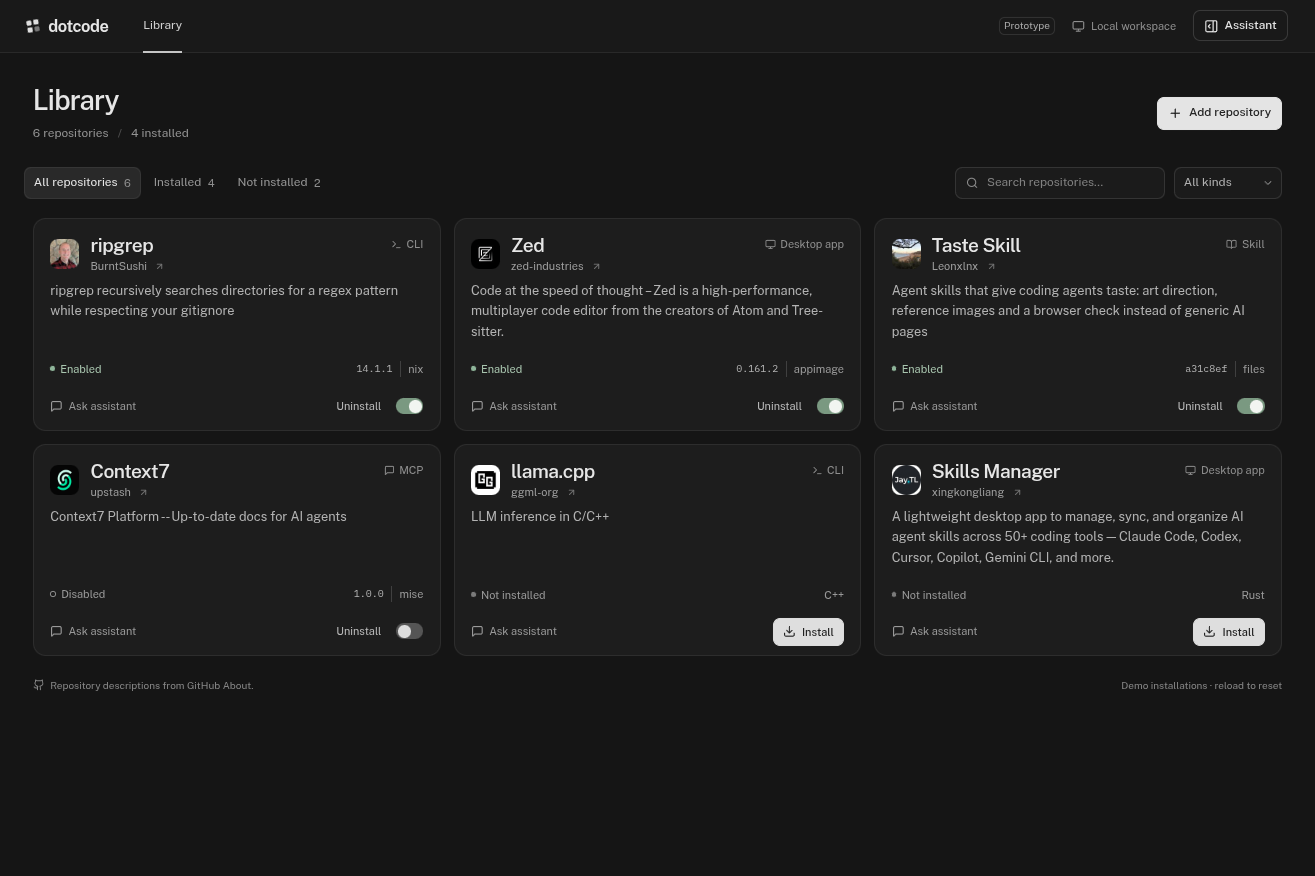 dotcode
Library
Prototype
Local workspace
Assistant
Library
6 repositories / 4 installed
Add repository
All repositories 6
Installed 4
Not installed 2
Search repositories...
All kinds
ripgrep
CLI
BurntSushi
ripgrep recursively searches directories for a regex pattern
while respecting your gitignore
Enabled
14.1.1 | nix
Ask assistant
Uninstall
Zed
Desktop app
zed-industries
Code at the speed of thought – Zed is a high-performance,
multiplayer code editor from the creators of Atom and Tree-
sitter.
Enabled
0.161.2 | appimage
Ask assistant
Uninstall
Taste Skill
Skill
Leonxlnx
Agent skills that give coding agents taste: art direction,
reference images and a browser check instead of generic AI
pages
Enabled
a31c8ef | files
Ask assistant
Uninstall
Context7
MCP
upstash
Context7 Platform -- Up-to-date docs for AI agents
Disabled
1.0.0 | mise
Ask assistant
Uninstall
GG
llama.cpp
CLI
ggml-org
LLM inference in C/C++
Not installed
C++
Ask assistant
Install
Jay.TL
Skills Manager
Desktop app
xingkongliang
A lightweight desktop app to manage, sync, and organize AI
agent skills across 50+ coding tools — Claude Code, Codex,
Cursor, Copilot, Gemini CLI, and more.
Not installed
Rust
Ask assistant
Install
Repository descriptions from GitHub About.
Demo installations · reload to reset